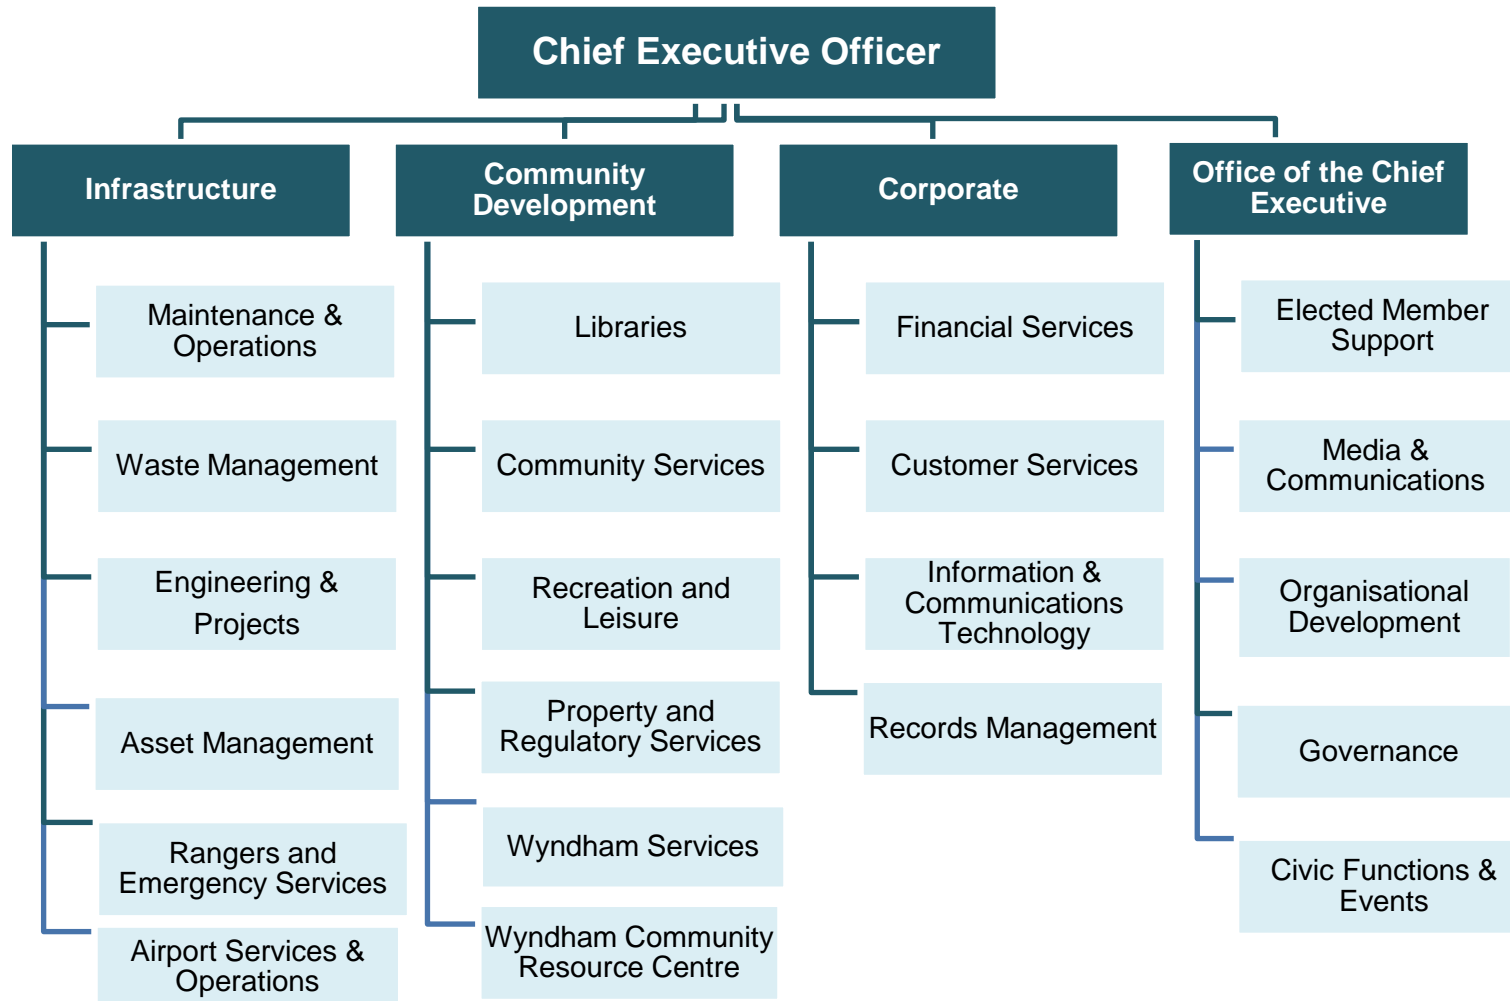 Chief Executive Officer
Infrastructure
Community
Development
Corporate
Office of the Chief
Executive
Maintenance &
Operations
Waste Management
Engineering &
Projects
Asset Management
Rangers and
Emergency Services
Airport Services &
Operations
Libraries
Community Services
Recreation and
Leisure
Property and
Regulatory Services
Wyndham Services
Wyndham Community
Resource Centre
Financial Services
Customer Services
Information &
Communications
Technology
Records Management
Elected Member
Support
Media &
Communications
Organisational
Development
Governance
Civic Functions &
Events